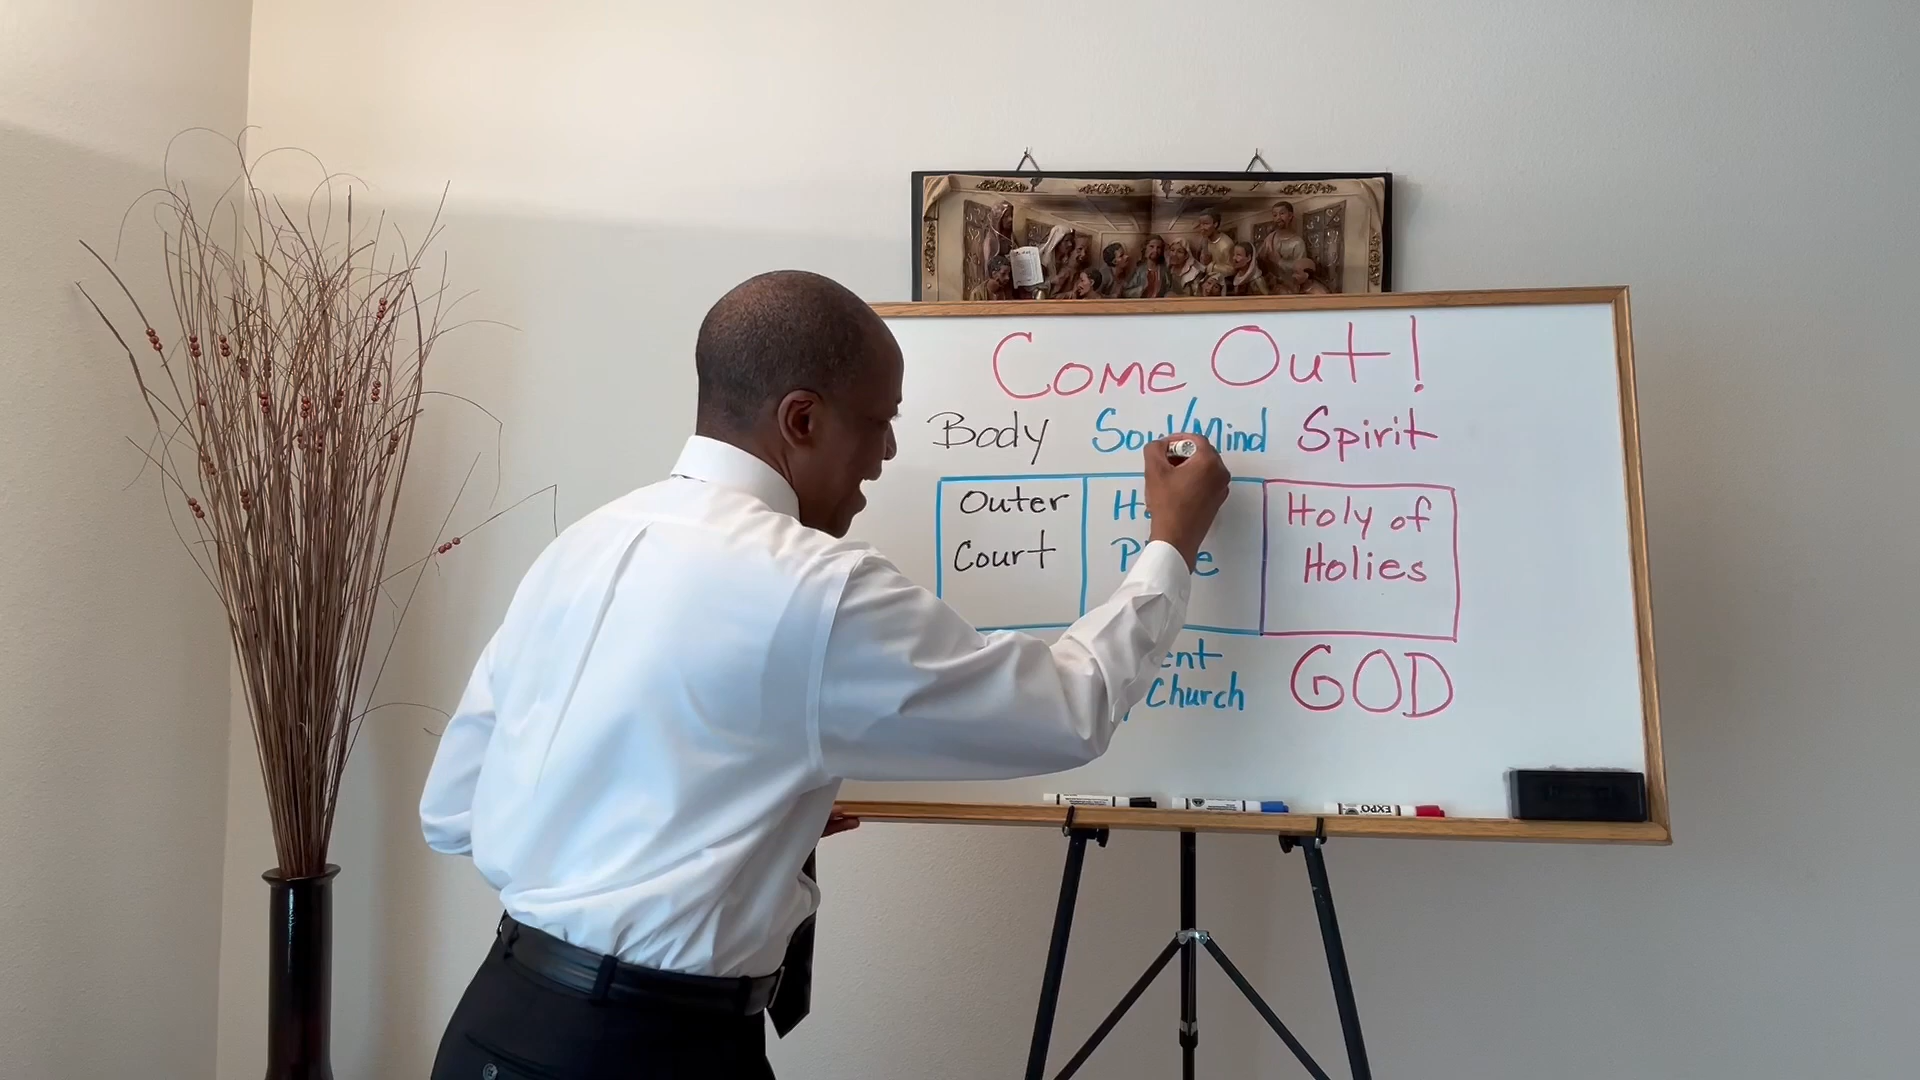 Come Out!
Body Soul/Mind Spirit
Outer
Court
Holy of
Holies
Church
GOD
EXPO